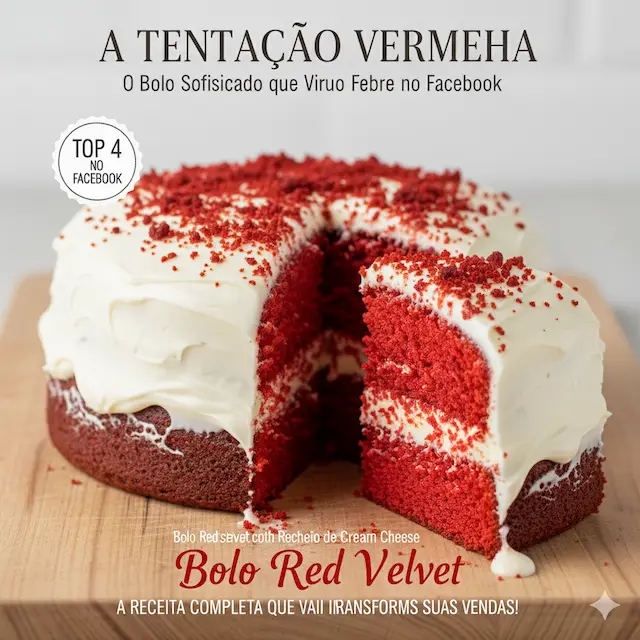 A TENTAÇÃO VERMEHA
O Bolo Sofisicado que Viruo Febre no Facebook
TOP 4
NO
FACEBOOK
Bolo Redsevet coth Recheio de Cream Cheese
Bolo Red Velvet
A RECEITA COMPLETA QUE VAII IRANSFORMS SUAS VENDAS!